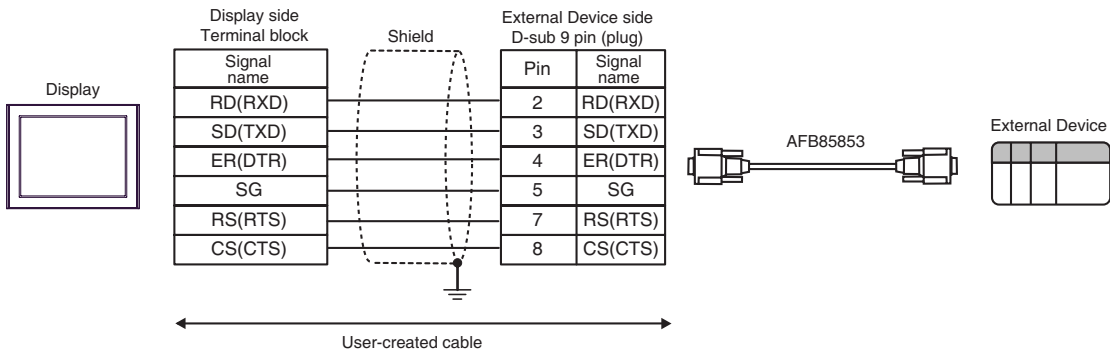 Display side
Terminal block
Shield
External Device side
D-sub 9 pin (plug)
Display
Signal
name
Pin
Signal
name
RD(RXD)
2
RD(RXD)
SD(TXD)
3
SD(TXD)
ER(DTR)
4
ER(DTR)
SG
5
SG
RS(RTS)
7
RS(RTS)
CS(CTS)
8
CS(CTS)
AFB85853
External Device
User-created cable